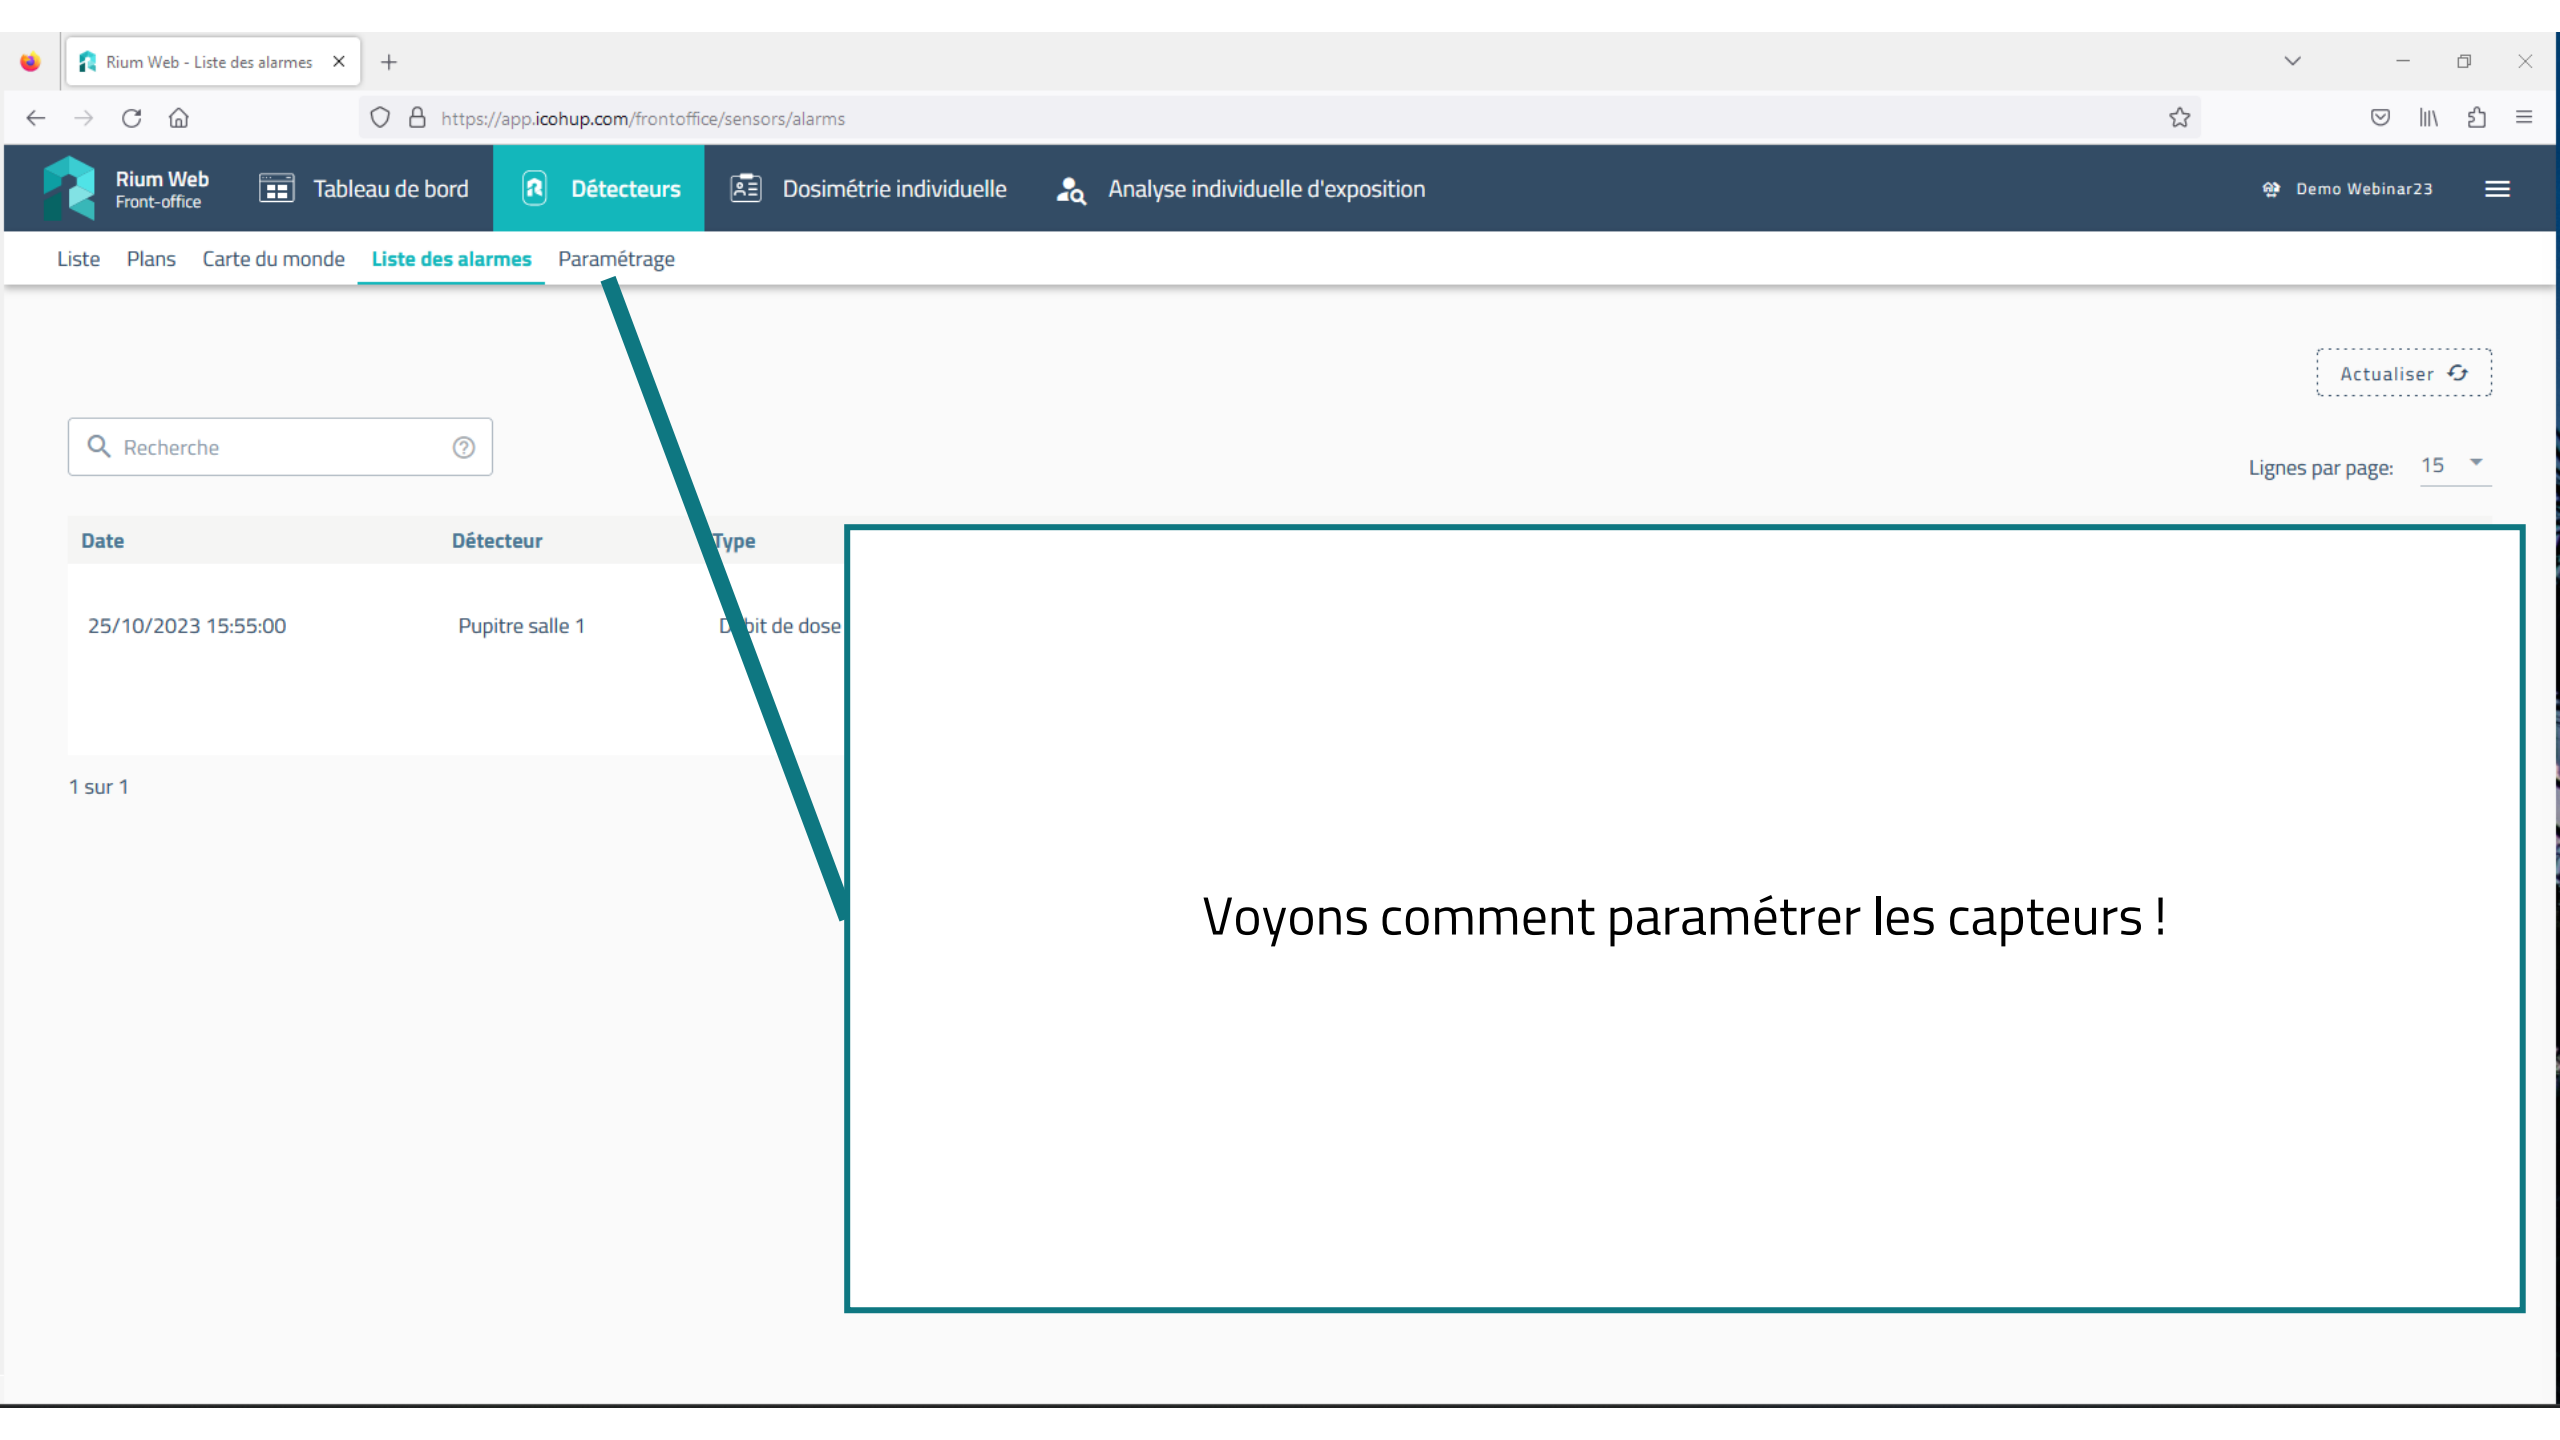 Rium Web - Liste des alarmes
https://app.icohup.com/frontoffice/sensors/alarms
Rium Web
Front-office
Tableau de bord
Détecteurs
Dosimétrie individuelle
Analyse individuelle d'exposition
Demo Webinar23
Liste Plans Carte du monde Liste des alarmes Paramétrage
Actualiser
Recherche
Lignes par page: 15
Date Détecteur Type
25/10/2023 15:55:00 Pupitre salle 1 Débit de dose
1 sur 1
Voyons comment paramétrer les capteurs !